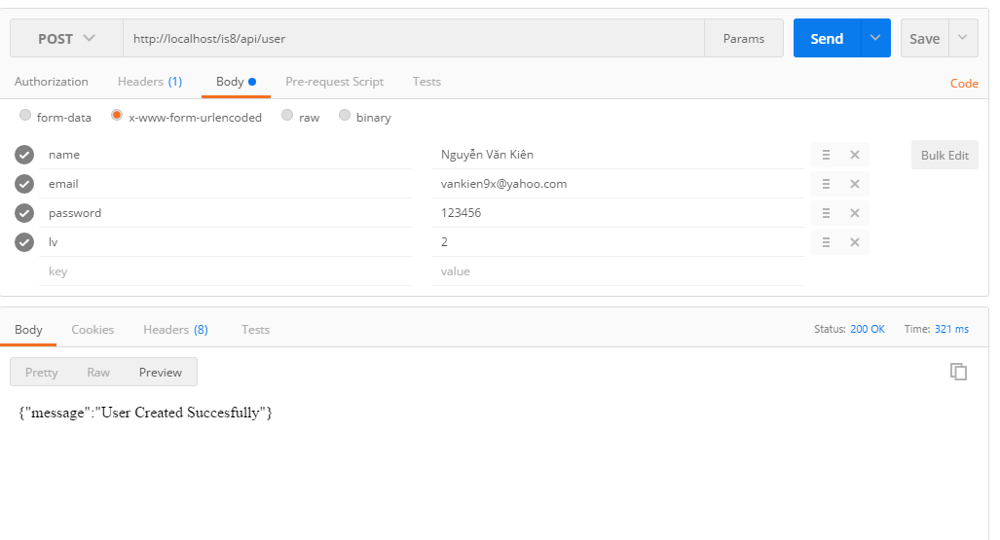 POST http://localhost/is8/api/user Params Send Save
Authorization Headers (1) Body Pre-request Script Tests Code
form-data x-www-form-urlencoded raw binary
name Nguyễn Văn Kiên Bulk Edit
email vankien9x@yahoo.com
password 123456
lv 2
key value
Body Cookies Headers (8) Tests Status: 200 OK Time: 321 ms
Pretty Raw Preview
{"message":"User Created Succesfully"}